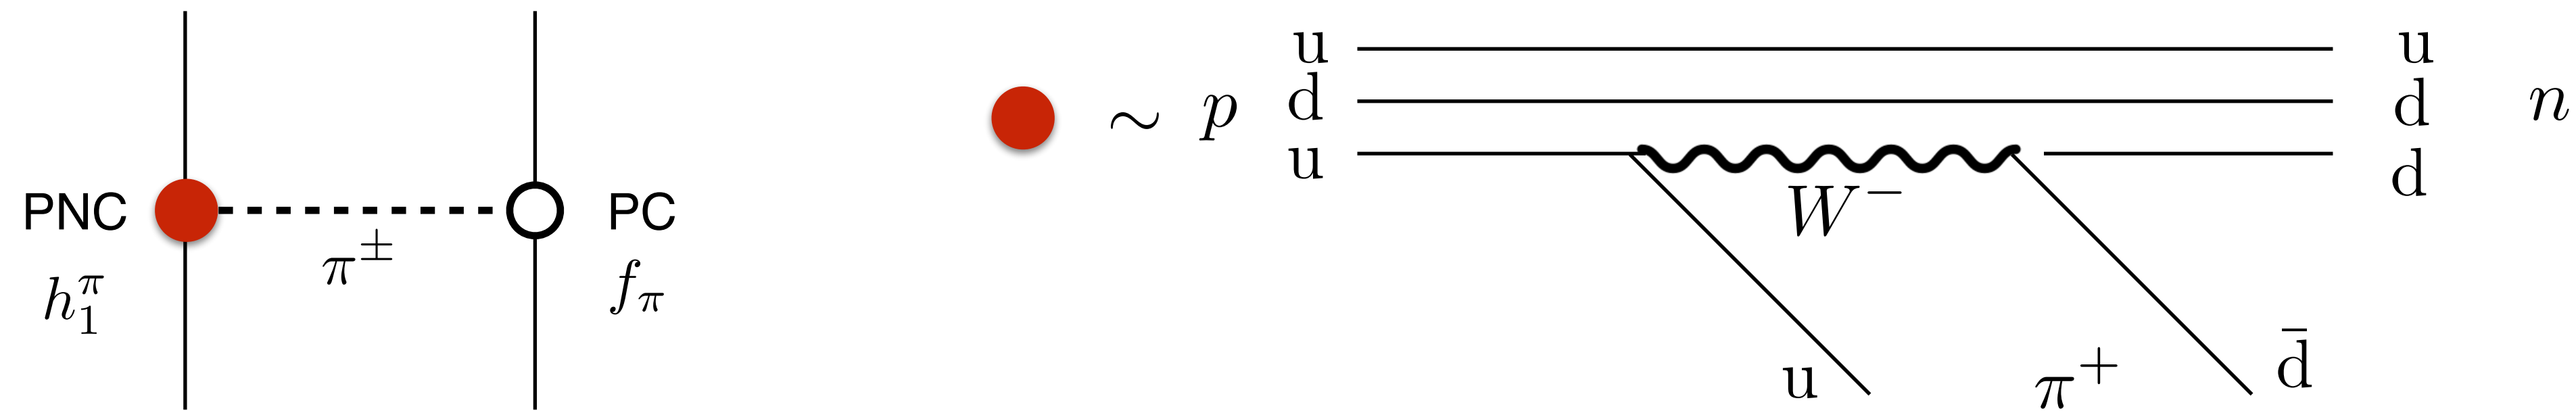 PNC
h₁^π
π^±
PC
f_π
∼ p
u
d
u
W⁻
u
π⁺
d̄
u
d
d
n